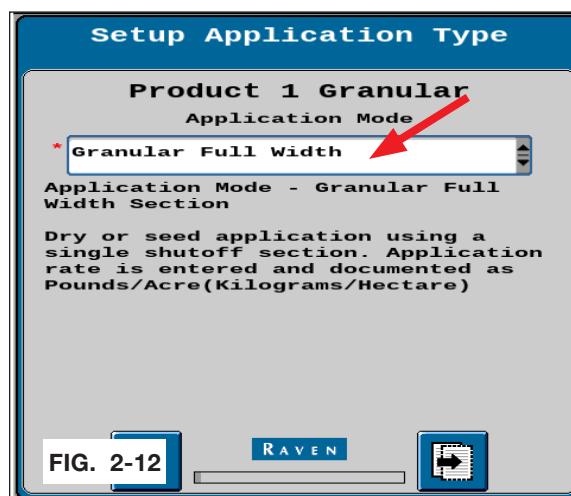 Setup Application Type
Product 1 Granular
Application Mode
* Granular Full Width
Application Mode - Granular Full
Width Section
Dry or seed application using a
single shutoff section. Application
rate is entered and documented as
Pounds/Acre(Kilograms/Hectare)
RAVEN
FIG. 2-12